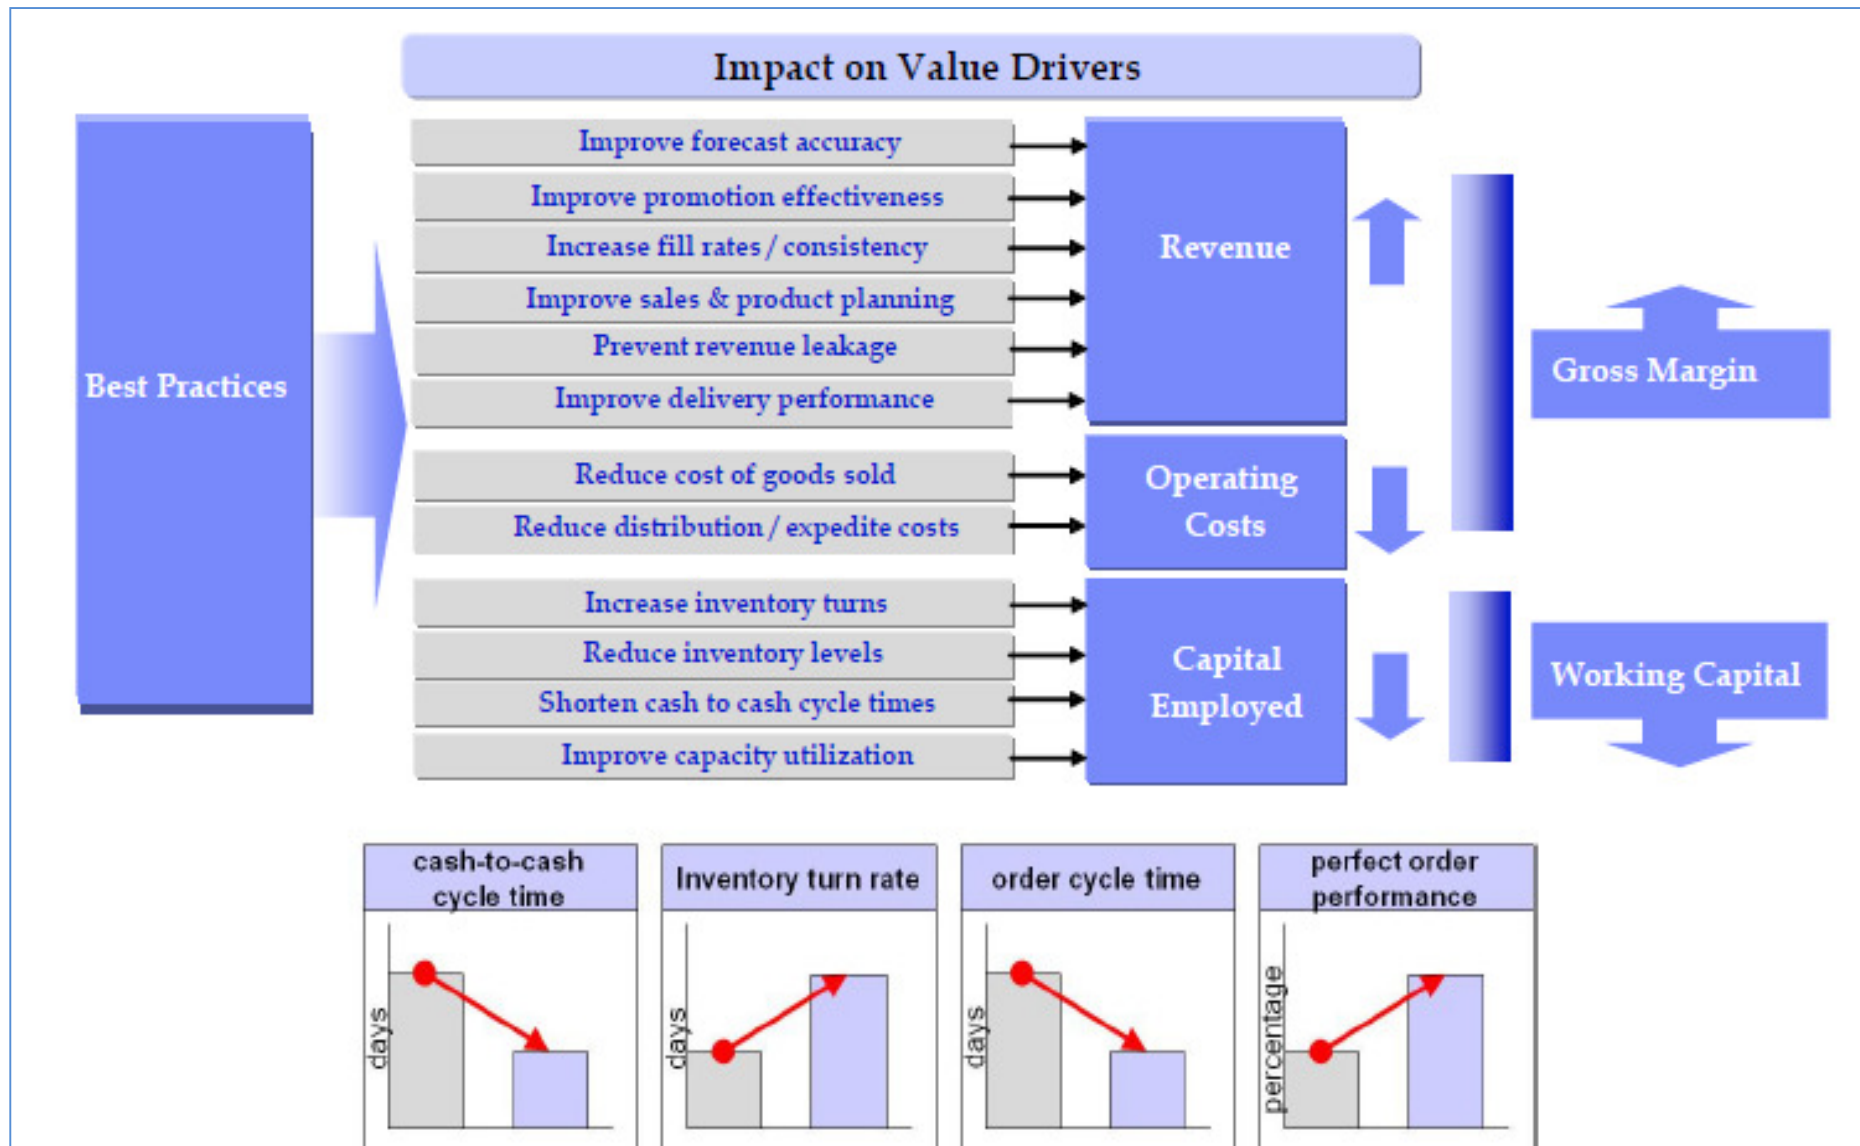 Impact on Value Drivers
Best Practices
Improve forecast accuracy
Improve promotion effectiveness
Increase fill rates / consistency
Improve sales & product planning
Prevent revenue leakage
Improve delivery performance
Revenue
Gross Margin
Reduce cost of goods sold
Reduce distribution / expedite costs
Operating
Costs
Increase inventory turns
Reduce inventory levels
Shorten cash to cash cycle times
Improve capacity utilization
Capital
Employed
Working Capital
cash-to-cash
cycle time
days
Inventory turn rate
days
order cycle time
days
perfect order
performance
percentage